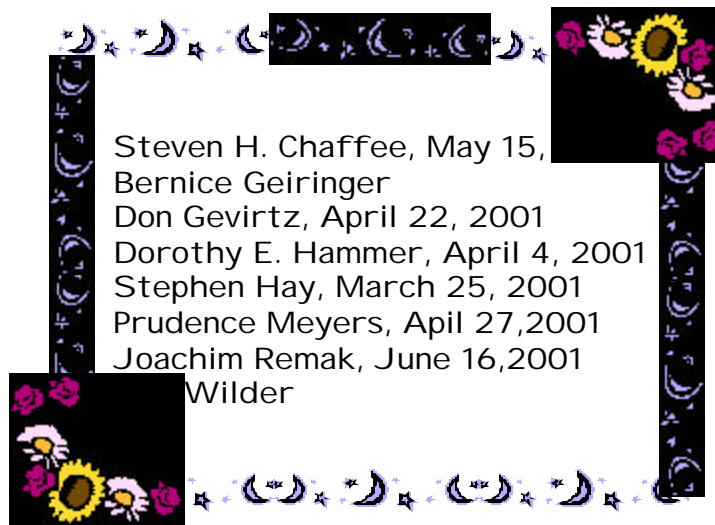 Steven H. Chaffee, May 15,
Bernice Geiringer
Don Gevirtz, April 22, 2001
Dorothy E. Hammer, April 4, 2001
Stephen Hay, March 25, 2001
Prudence Meyers, Apil 27,2001
Joachim Remak, June 16,2001
Wilder